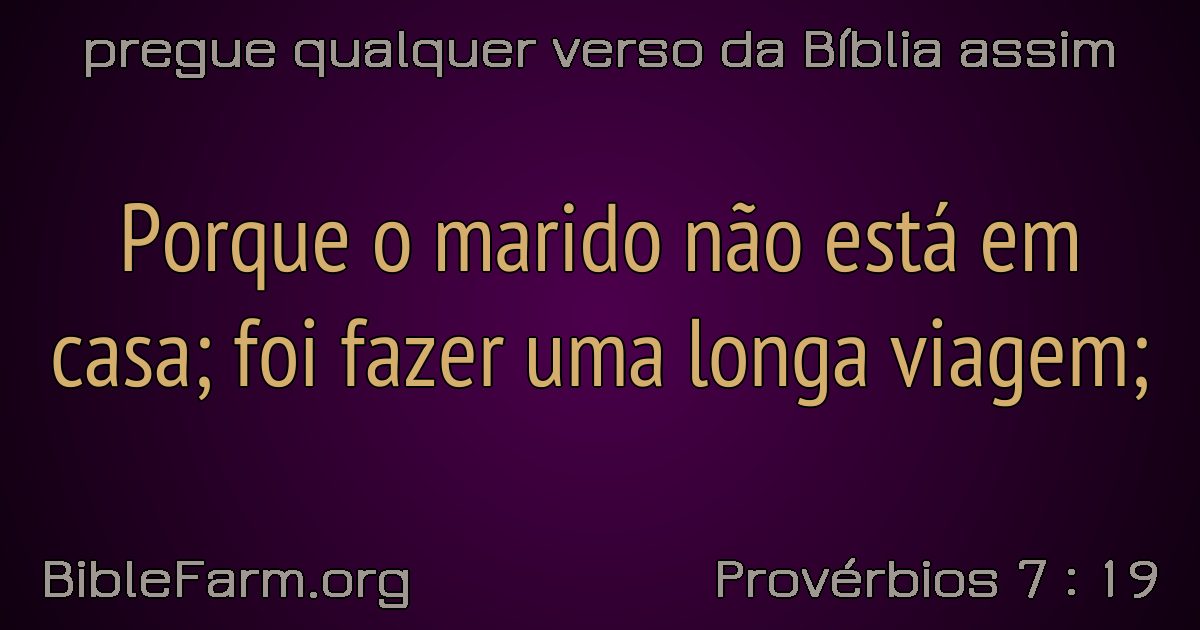 pregue qualquer verso da Bíblia assim
Porque o marido não está em
casa; foi fazer uma longa viagem;
BibleFarm.org
Provérbios 7 : 19